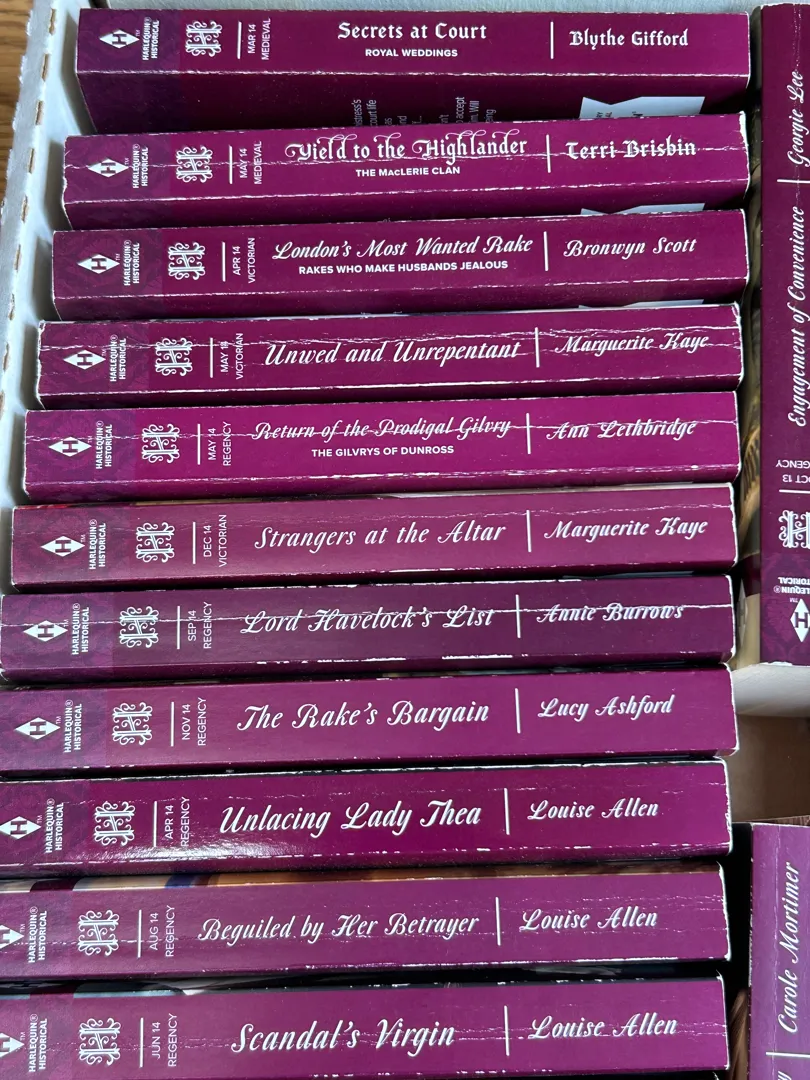 HARLEQUIN®
HISTORICAL
MAR 14
MEDIEVAL
Secrets at Court
ROYAL WEDDINGS
Blythe Gifford
HARLEQUIN®
HISTORICAL
MAY 14
MEDIEVAL
Yield to the Highlander
THE MacLERIE CLAN
Terri Brisbin
HARLEQUIN®
HISTORICAL
APR 14
VICTORIAN
London's Most Wanted Rake
RAKES WHO MAKE HUSBANDS JEALOUS
Bronwyn Scott
HARLEQUIN®
HISTORICAL
MAY 14
VICTORIAN
Unwed and Unrepentant
Marguerite Kaye
HARLEQUIN®
HISTORICAL
MAY 14
REGENCY
Return of the Prodigal Gilvry
THE GILVRYS OF DUNROSS
Ann Lethbridge
HARLEQUIN®
HISTORICAL
DEC 14
VICTORIAN
Strangers at the Altar
Marguerite Kaye
HARLEQUIN®
HISTORICAL
SEP 14
REGENCY
Lord Havelock's List
Annie Burrows
HARLEQUIN®
HISTORICAL
NOV 14
REGENCY
The Rake's Bargain
Lucy Ashford
HARLEQUIN®
HISTORICAL
APR 14
REGENCY
Unlacing Lady Thea
Louise Allen
HARLEQUIN®
HISTORICAL
AUG 14
REGENCY
Beguiled by Her Betrayer
Louise Allen
HARLEQUIN®
HISTORICAL
JUN 14
REGENCY
Scandal's Virgin
Louise Allen
Engagement of Convenience
Georgie Lee
Carole Mortimer